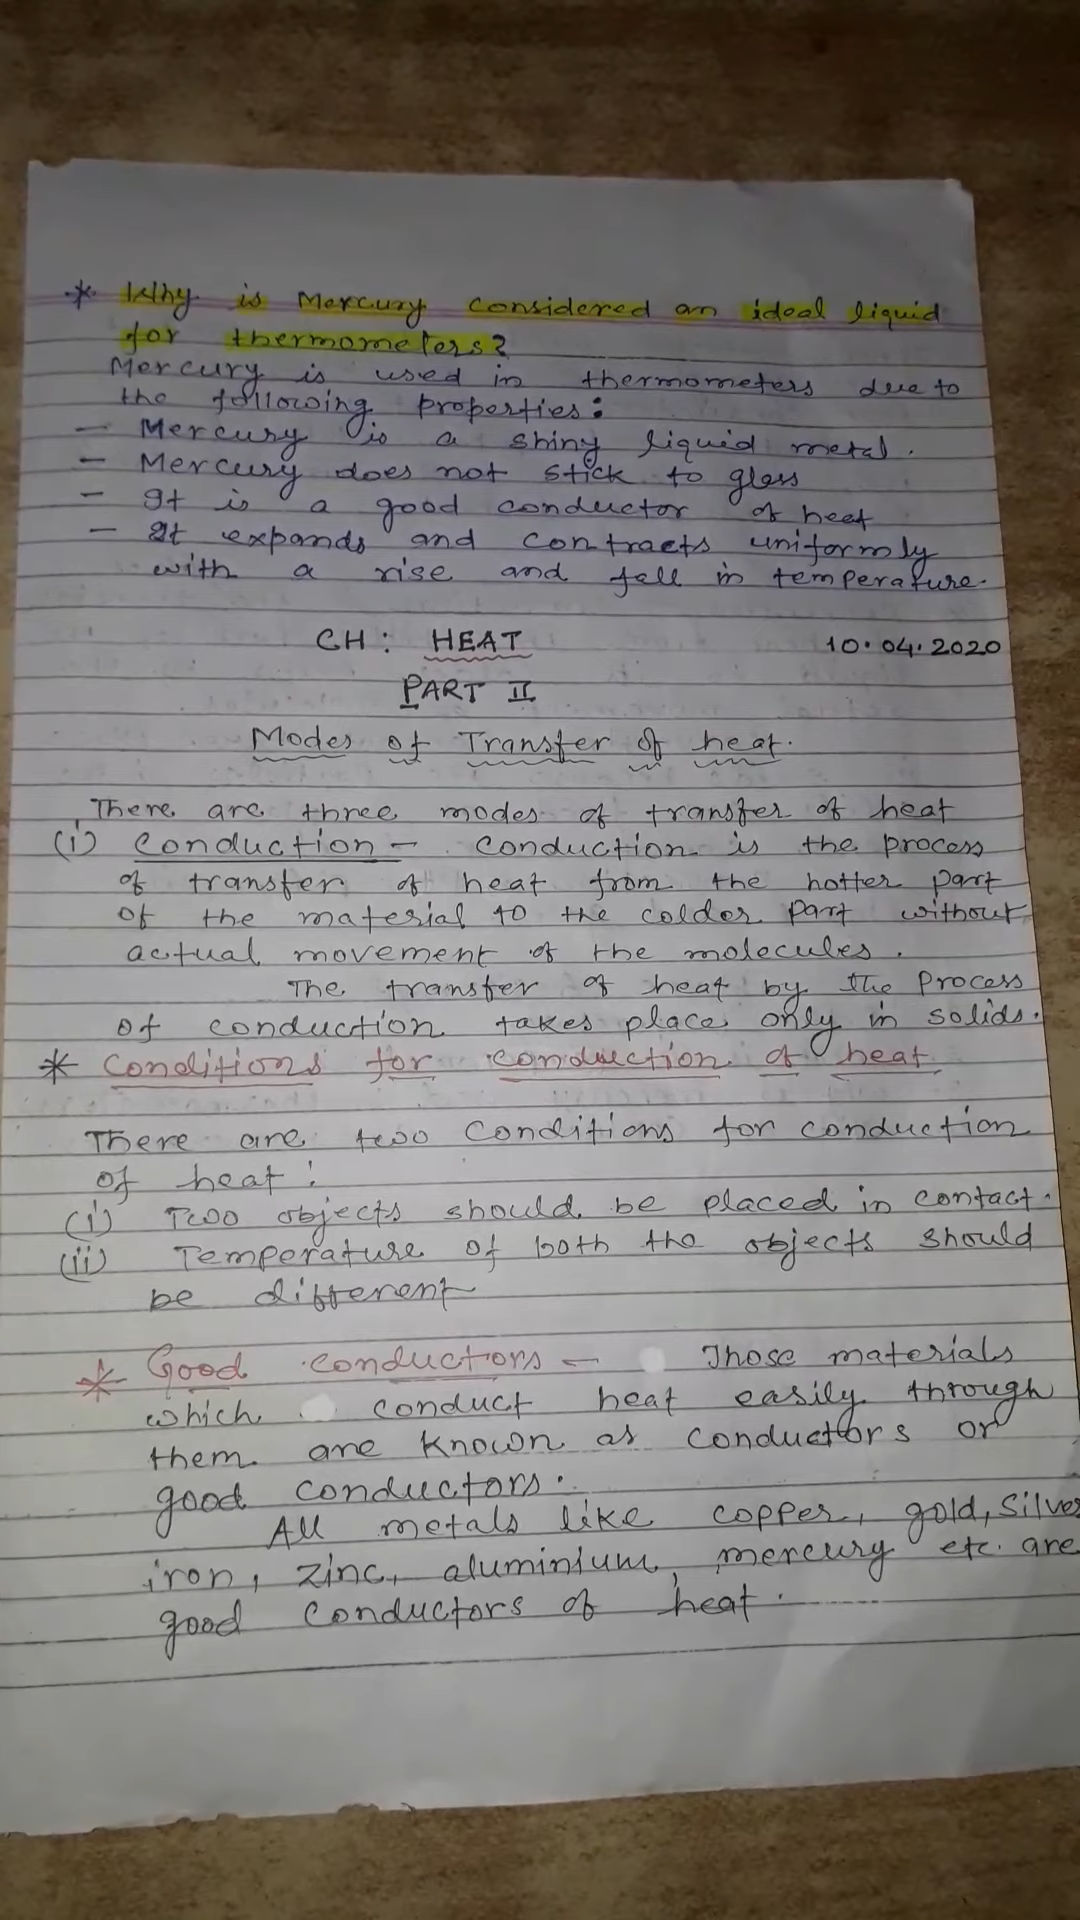 * Why is Mercury considered an ideal liquid
for thermometers?
Mercury is used in thermometers due to
the following properties:
- Mercury is a shiny liquid metal.
- Mercury does not stick to glass
- It is a good conductor of heat
- It expands and contracts uniformly
with a rise and fall in temperature.
CH: HEAT 10.04.2020
PART II
Modes of Transfer of heat.
There are three modes of transfer of heat
(i) Conduction - Conduction is the process
of transfer of heat from the hotter part
of the material to the colder part without
actual movement of the molecules.
The transfer of heat by the process
of conduction takes place only in solids.
* Conditions for conduction of heat
There are two conditions for conduction
of heat:
(i) Two objects should be placed in contact.
(ii) Temperature of both the objects should
be different
* Good conductors - Those materials
which conduct heat easily through
them are known as conductors or
good conductors.
All metals like copper, gold, silver
iron, zinc, aluminium, mercury etc. are
good conductors of heat.